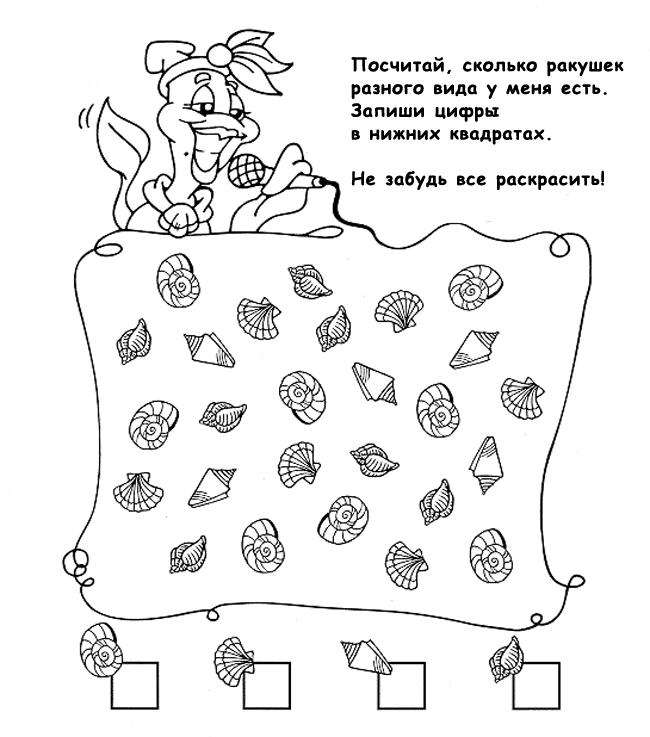 Посчитай, сколько ракушек
разного вида у меня есть.
Запиши цифры
в нижних квадратах.
Не забудь все раскрасить!